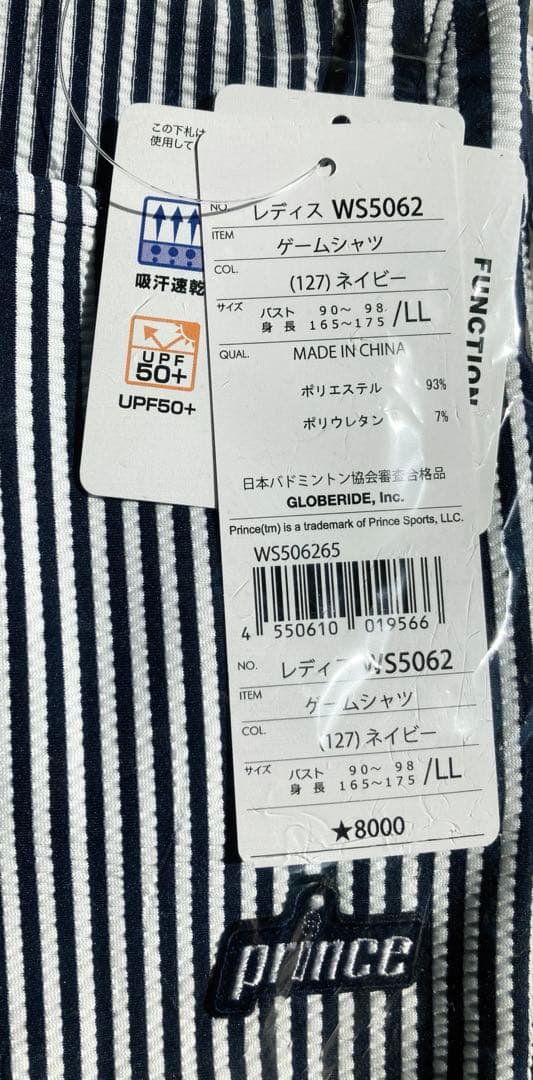 この下札は
使用して
吸汗速乾
UPF
50+
UPF50+
FUNCTION
NO. レディス WS5062
ITEM ゲームシャツ
COL. (127) ネイビー
サイズ バスト 90〜 98 /LL
身長 165〜175
QUAL. MADE IN CHINA
ポリエステル 93%
ポリウレタン 7%
日本バドミントン協会審査合格品
GLOBERIDE, Inc.
Prince(tm) is a trademark of Prince Sports, LLC.
WS506265
4 550610 019566
NO. レディス WS5062
ITEM ゲームシャツ
COL. (127) ネイビー
サイズ バスト 90〜 98 /LL
身長 165〜175
★8000
prince